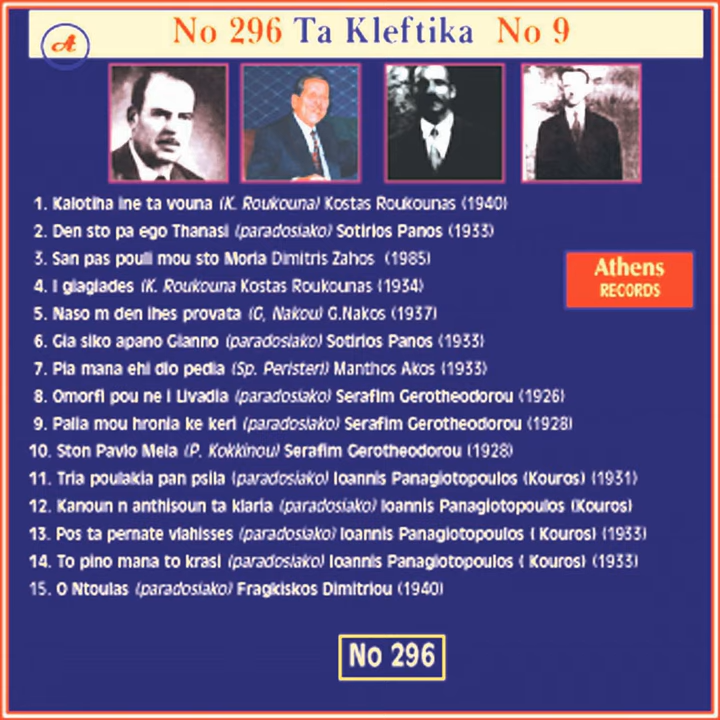 A
No 296 Ta Kleftika No 9
1. Kalotiha ine ta vouna (K. Roukouna) Kostas Roukounas (1940)
2. Den sto pa ego Thanasi (paradosiako) Sotirios Panos (1933)
3. San pas pouli mou sto Moria Dimitris Zahos (1985)
4. I giagiades (K. Roukouna Kostas Roukounas (1934)
5. Naso m den ihes provata (G, Nakou) G.Nakos (1937)
6. Gia siko apano Gianno (paradosiako) Sotirios Panos (1933)
7. Pia mana ehi dio pedia (Sp. Peristeri) Manthos Akos (1933)
8. Omorfi pou ne i Livadia (paradosiako) Serafim Gerotheodorou (1926)
9. Palia mou hronia ke keri (paradosiako) Serafim Gerotheodorou (1928)
10. Ston Pavlo Mela (P. Kokkinou) Serafim Gerotheodorou (1928)
11. Tria poulakia pan psila (paradosiako) Ioannis Panagiotopoulos (Kouros) (1931)
12. Kanoun n anthisoun ta klaria (paradosiako) Ioannis Panagiotopoulos (Kouros)
13. Pos ta pernate vlahisses (paradosiako) Ioannis Panagiotopoulos ( Kouros) (1933)
14. To pino mana to krasi (paradosiako) Ioannis Panagiotopoulos ( Kouros) (1933)
15. O Ntoulas (paradosiako) Fragkiskos Dimitriou (1940)
Athens
RECORDS
No 296